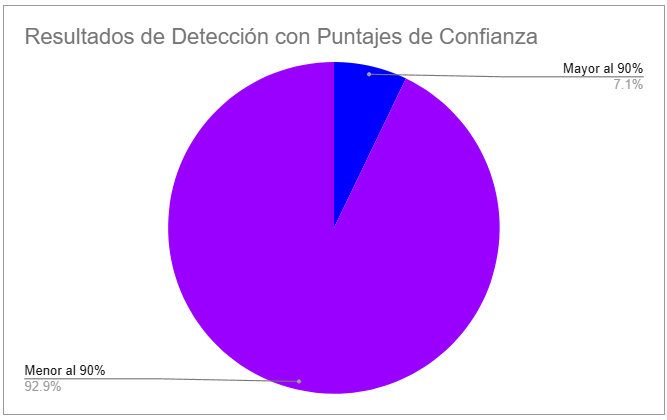 Resultados de Detección con Puntajes de Confianza
Mayor al 90%
7.1%
Menor al 90%
92.9%